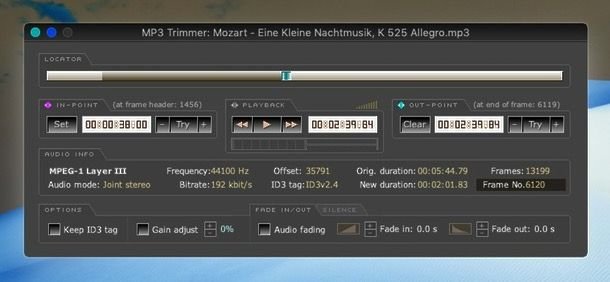 MP3 Trimmer: Mozart - Eine Kleine Nachtmusik, K 525 Allegro.mp3
LOCATOR
IN-POINT (at frame header: 1456) PLAYBACK OUT-POINT (at end of frame: 6119)
Set 00:00:38:00 - Try + 00:02:39:84 Clear 00:02:39:84 - Try +
AUDIO INFO
MPEG-1 Layer III Frequency: 44100 Hz Offset: 35791 Orig. duration: 00:05:44.79 Frames: 13199
Audio mode: Joint stereo Bitrate: 192 kbit/s ID3 tag: ID3v2.4 New duration: 00:02:01.83 Frame No. 6120
OPTIONS FADE IN/OUT SILENCE
Keep ID3 tag Gain adjust + - 0% Audio fading + - Fade in: 0.0 s + - Fade out: 0.0 s